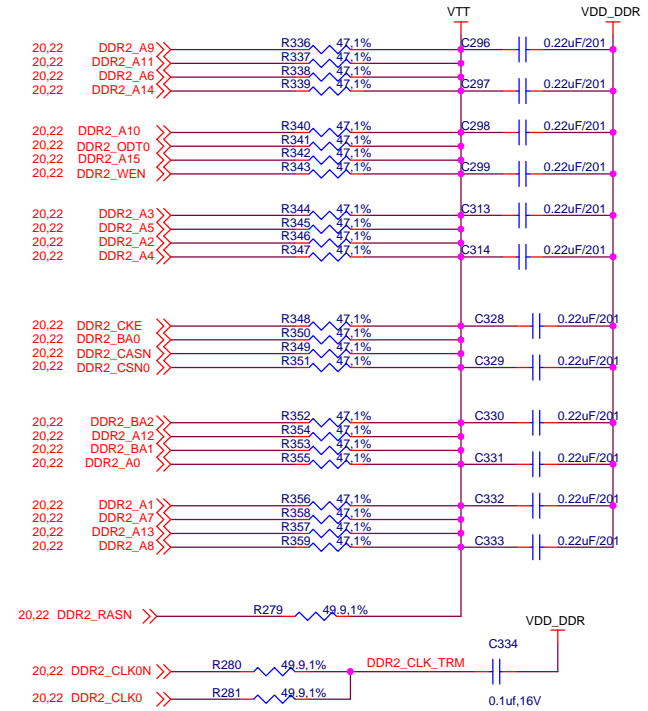 VTT VDD_DDR
20,22 DDR2_A9 R336 47,1% C296 0.22uF/201
20,22 DDR2_A11 R337 47,1%
20,22 DDR2_A6 R338 47,1%
20,22 DDR2_A14 R339 47,1% C297 0.22uF/201
20,22 DDR2_A10 R340 47,1% C298 0.22uF/201
20,22 DDR2_ODT0 R341 47,1%
20,22 DDR2_A15 R342 47,1%
20,22 DDR2_WEN R343 47,1% C299 0.22uF/201
20,22 DDR2_A3 R344 47,1% C313 0.22uF/201
20,22 DDR2_A5 R345 47,1%
20,22 DDR2_A2 R346 47,1%
20,22 DDR2_A4 R347 47,1% C314 0.22uF/201
20,22 DDR2_CKE R348 47,1% C328 0.22uF/201
20,22 DDR2_BA0 R350 47,1%
20,22 DDR2_CASN R349 47,1%
20,22 DDR2_CSN0 R351 47,1% C329 0.22uF/201
20,22 DDR2_BA2 R352 47,1% C330 0.22uF/201
20,22 DDR2_A12 R354 47,1%
20,22 DDR2_BA1 R353 47,1%
20,22 DDR2_A0 R355 47,1% C331 0.22uF/201
20,22 DDR2_A1 R356 47,1% C332 0.22uF/201
20,22 DDR2_A7 R358 47,1%
20,22 DDR2_A13 R357 47,1%
20,22 DDR2_A8 R359 47,1% C333 0.22uF/201
20,22 DDR2_RASN R279 49.9,1%
VDD_DDR
C334
20,22 DDR2_CLK0N R280 49.9,1% DDR2_CLK_TRM
20,22 DDR2_CLK0 R281 49.9,1% 0.1uf,16V